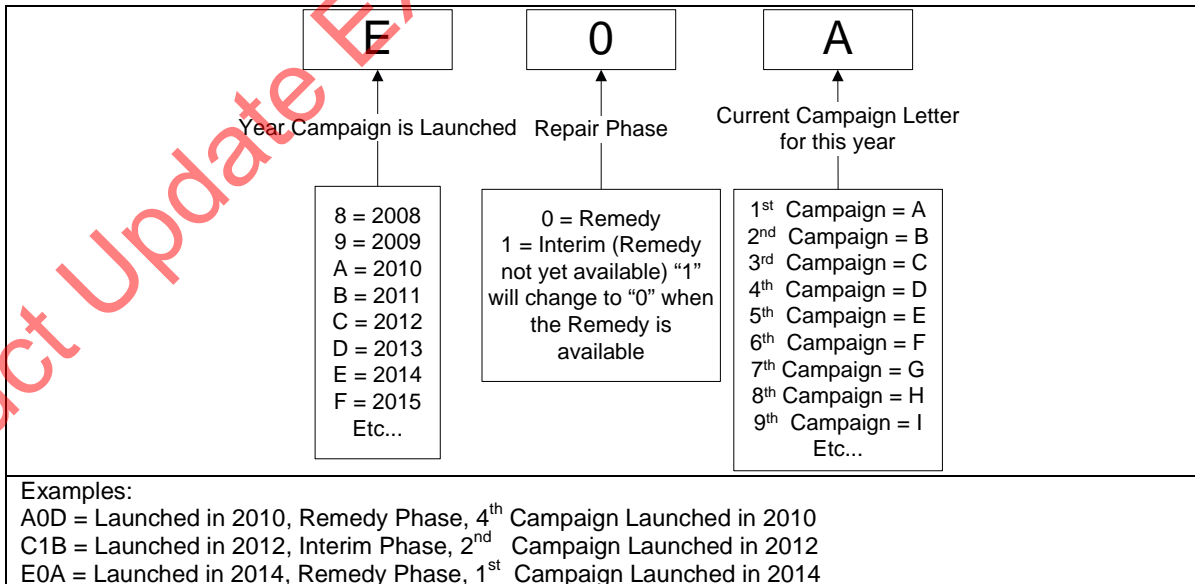 E 0 A
Year Campaign is Launched Repair Phase Current Campaign Letter
for this year
8 = 2008
9 = 2009
A = 2010
B = 2011
C = 2012
D = 2013
E = 2014
F = 2015
Etc...
0 = Remedy
1 = Interim (Remedy
not yet available) “1”
will change to “0” when
the Remedy is
available
1st Campaign = A
2nd Campaign = B
3rd Campaign = C
4th Campaign = D
5th Campaign = E
6th Campaign = F
7th Campaign = G
8th Campaign = H
9th Campaign = I
Etc...
Examples:
A0D = Launched in 2010, Remedy Phase, 4th Campaign Launched in 2010
C1B = Launched in 2012, Interim Phase, 2nd Campaign Launched in 2012
E0A = Launched in 2014, Remedy Phase, 1st Campaign Launched in 2014
Update